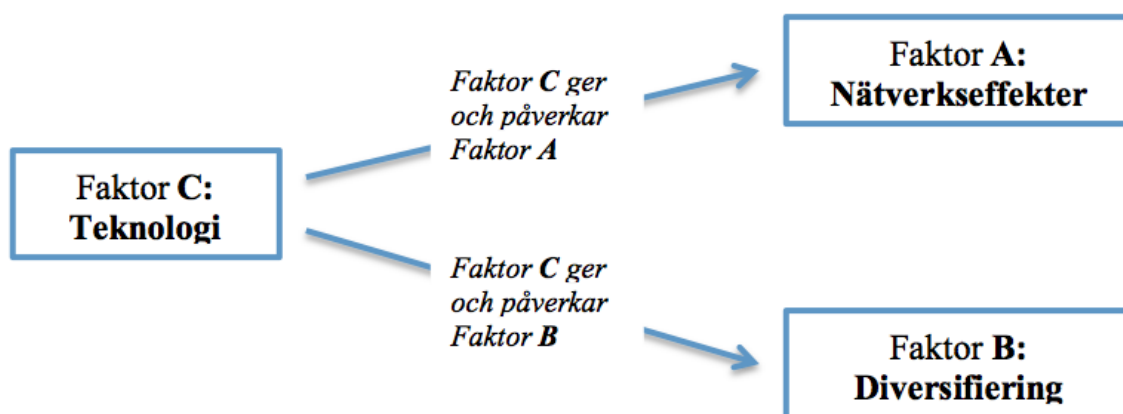 Faktor C:
Teknologi
Faktor C ger
och påverkar
Faktor A
Faktor A:
Nätverkseffekter
Faktor C ger
och påverkar
Faktor B
Faktor B:
Diversifiering